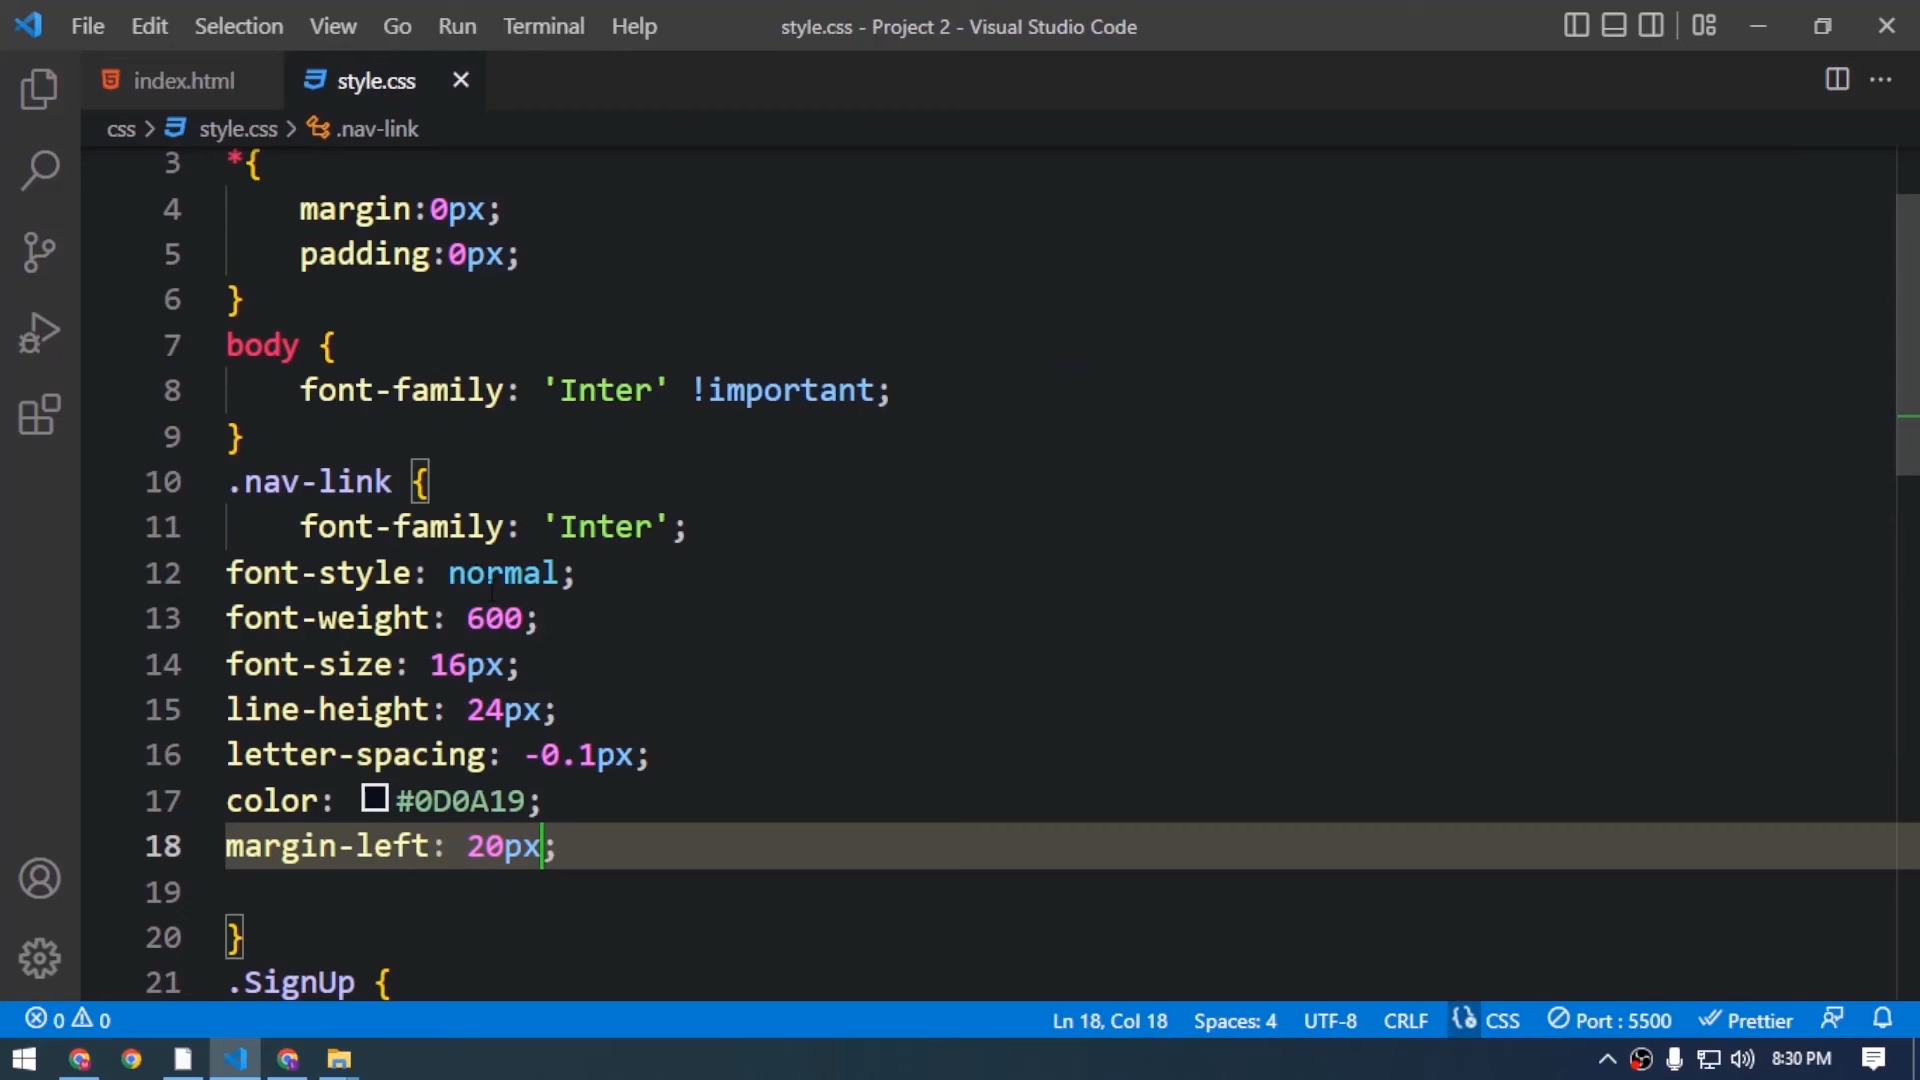 File Edit Selection View Go Run Terminal Help style.css - Project 2 - Visual Studio Code
index.html style.css
css > style.css > .nav-link
3 *{
4 margin:0px;
5 padding:0px;
6 }
7 body {
8 font-family: 'Inter' !important;
9 }
10 .nav-link {
11 font-family: 'Inter';
12 font-style: normal;
13 font-weight: 600;
14 font-size: 16px;
15 line-height: 24px;
16 letter-spacing: -0.1px;
17 color: #0D0A19;
18 margin-left: 20px;
19
20 }
21 .SignUp {
0 0 Ln 18, Col 18 Spaces: 4 UTF-8 CRLF CSS Port : 5500 Prettier
8:30 PM